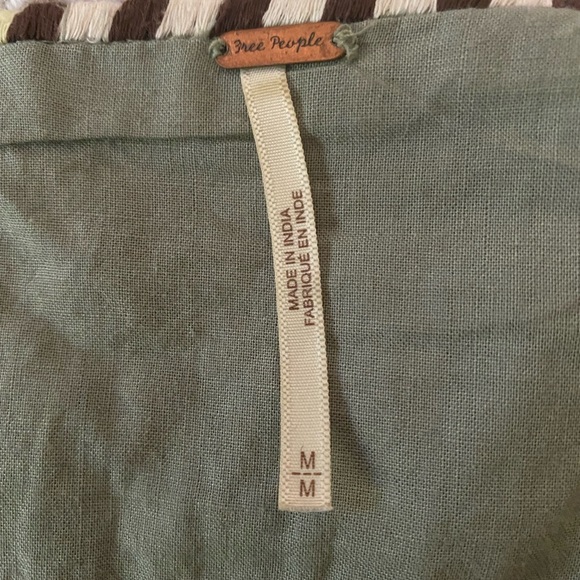 Free People
MADE IN INDIA
FABRIQUÉ EN INDE
M
M